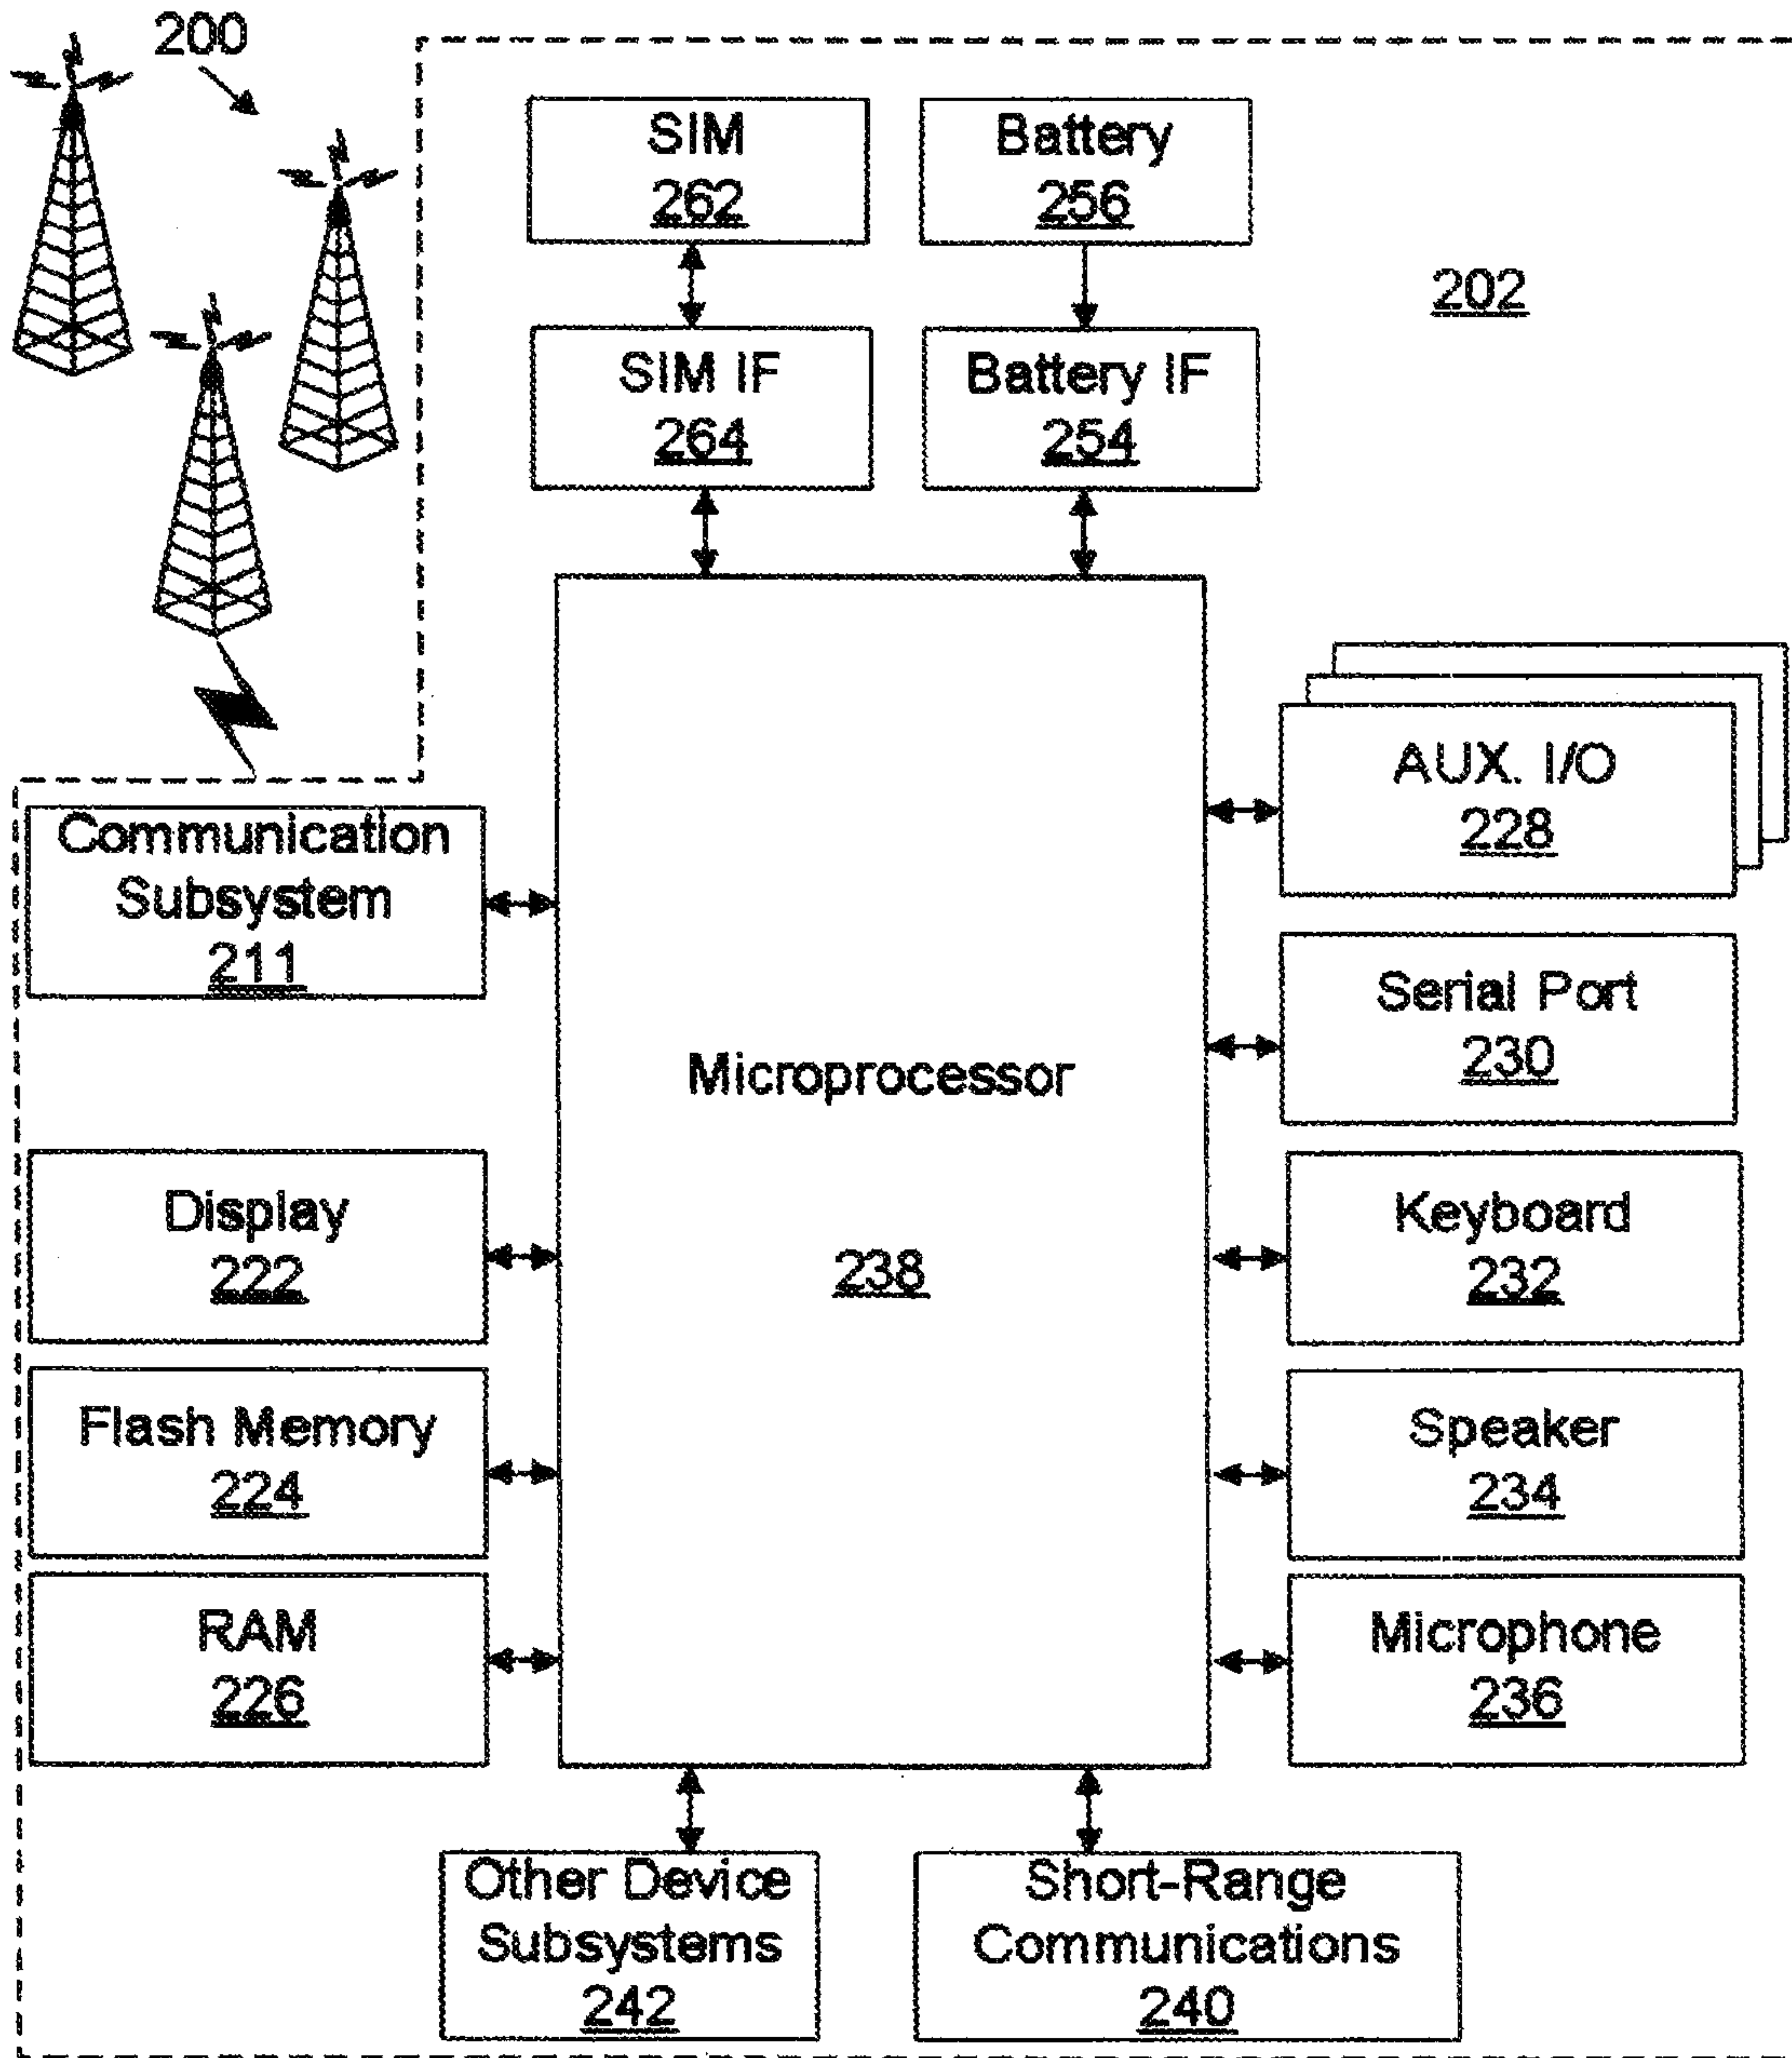 200
SIM
262
Battery
256
202
SIM IF
264
Battery IF
254
AUX. I/O
228
Communication
Subsystem
211
Serial Port
230
Microprocessor
238
Display
222
Keyboard
232
Flash Memory
224
Speaker
234
RAM
226
Microphone
236
Other Device
Subsystems
242
Short-Range
Communications
240